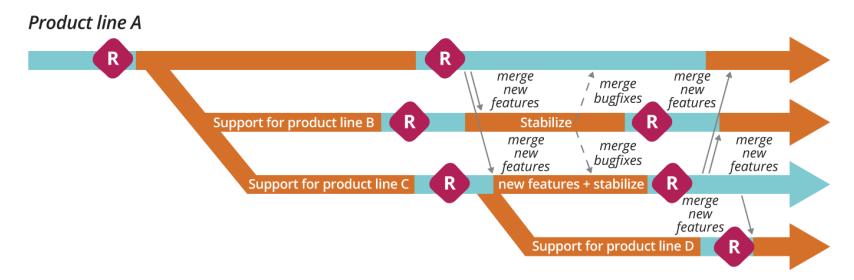 Product line A
R
R
merge
new
features
merge
bugfixes
merge
new
features
Support for product line B
R
Stabilize
R
merge
new
features
merge
bugfixes
merge
new
features
Support for product line C
R
new features + stabilize
R
merge
new
features
Support for product line D
R